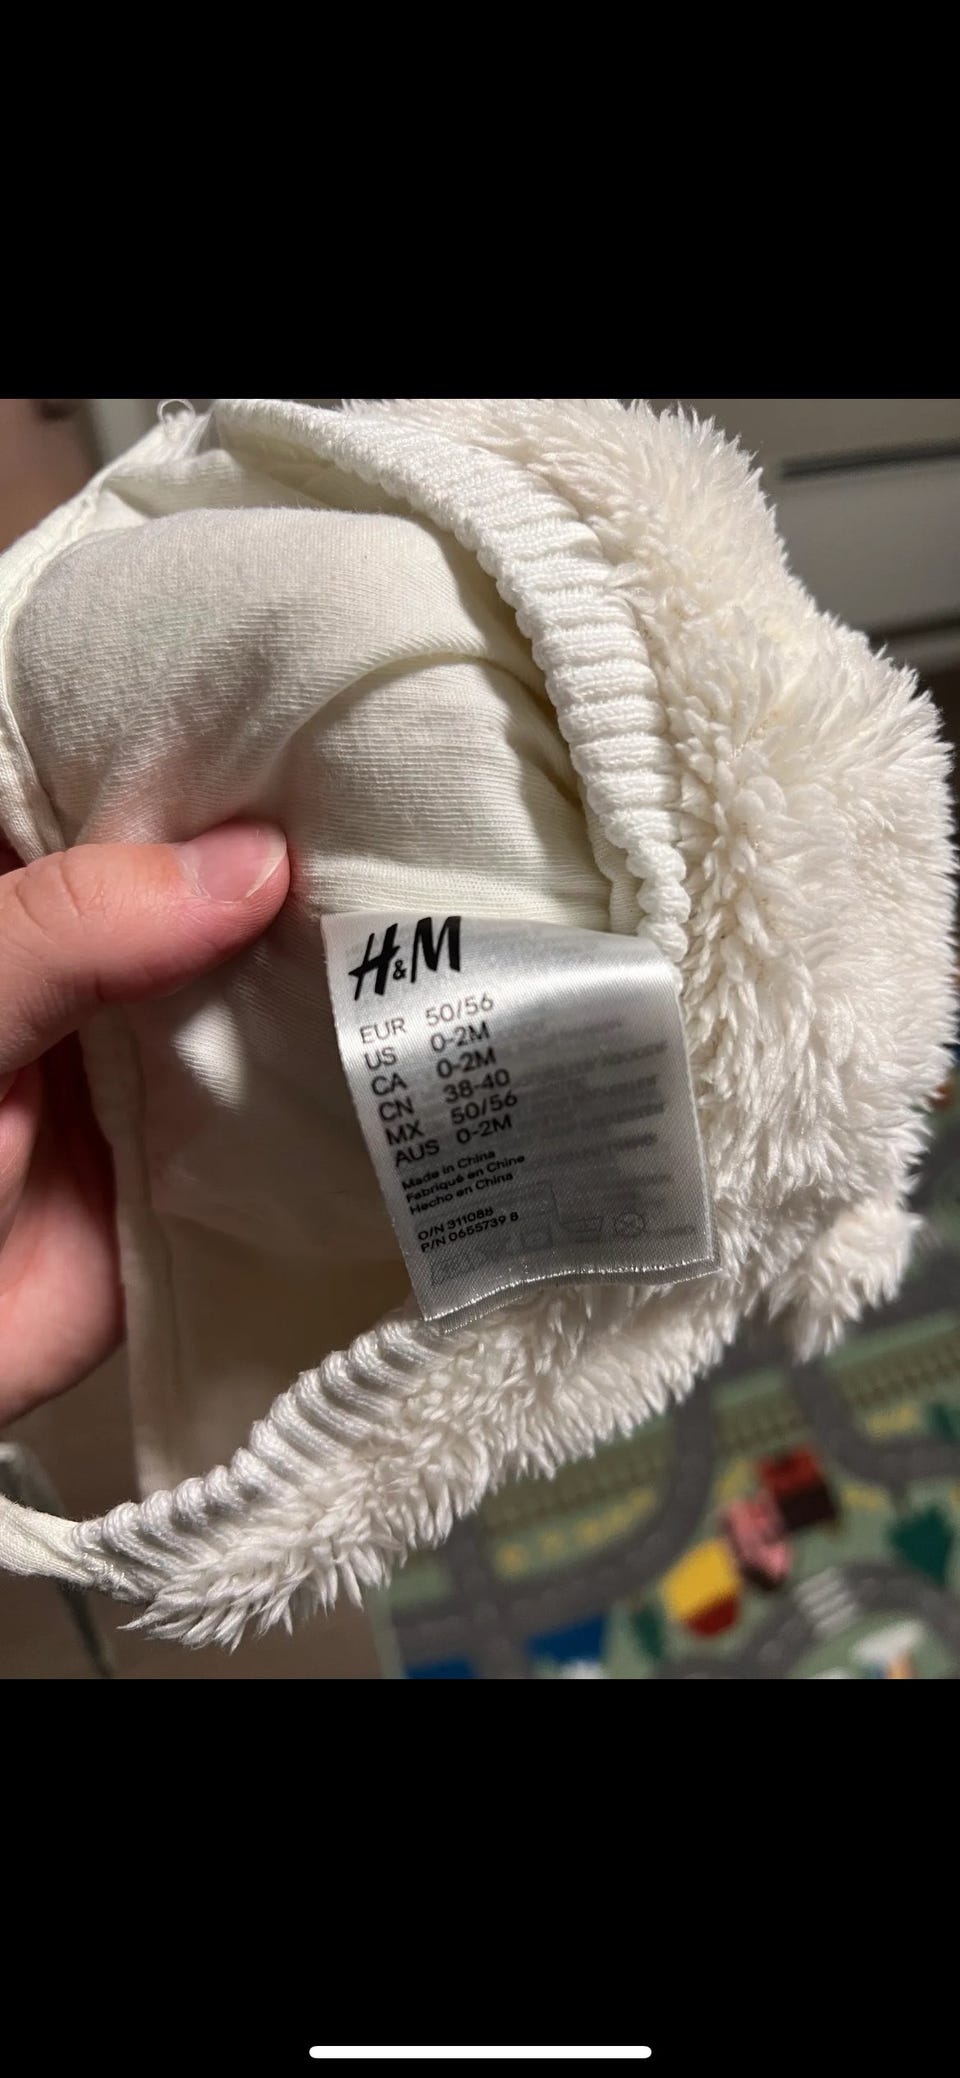 H&M
EUR 50/56
US 0-2M
CA 0-2M
CN 38-40
MX 50/56
AUS 0-2M
Made in China
Fabriqué en Chine
Hecho en China
O/N 311088
P/N 0655739 8